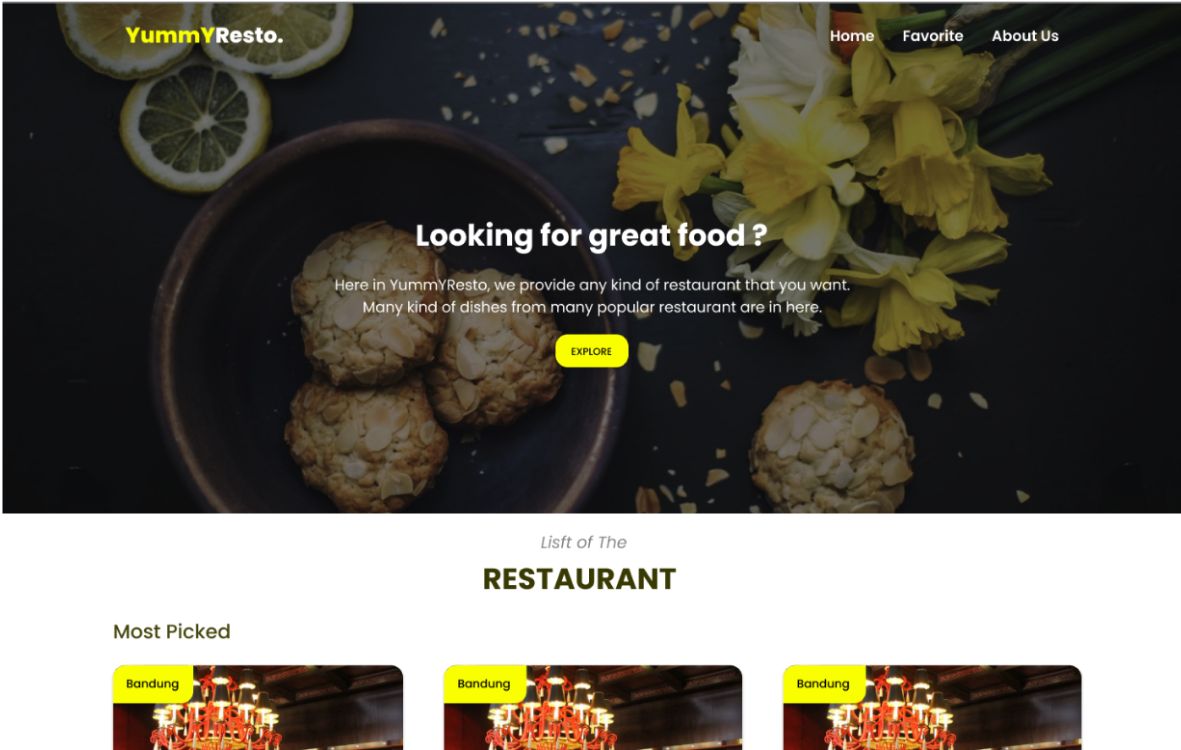 YummYResto.
Home Favorite About Us
Looking for great food ?
Here in YummYResto, we provide any kind of restaurant that you want.
Many kind of dishes from many popular restaurant are in here.
EXPLORE
Lisft of The
RESTAURANT
Most Picked
Bandung Bandung Bandung